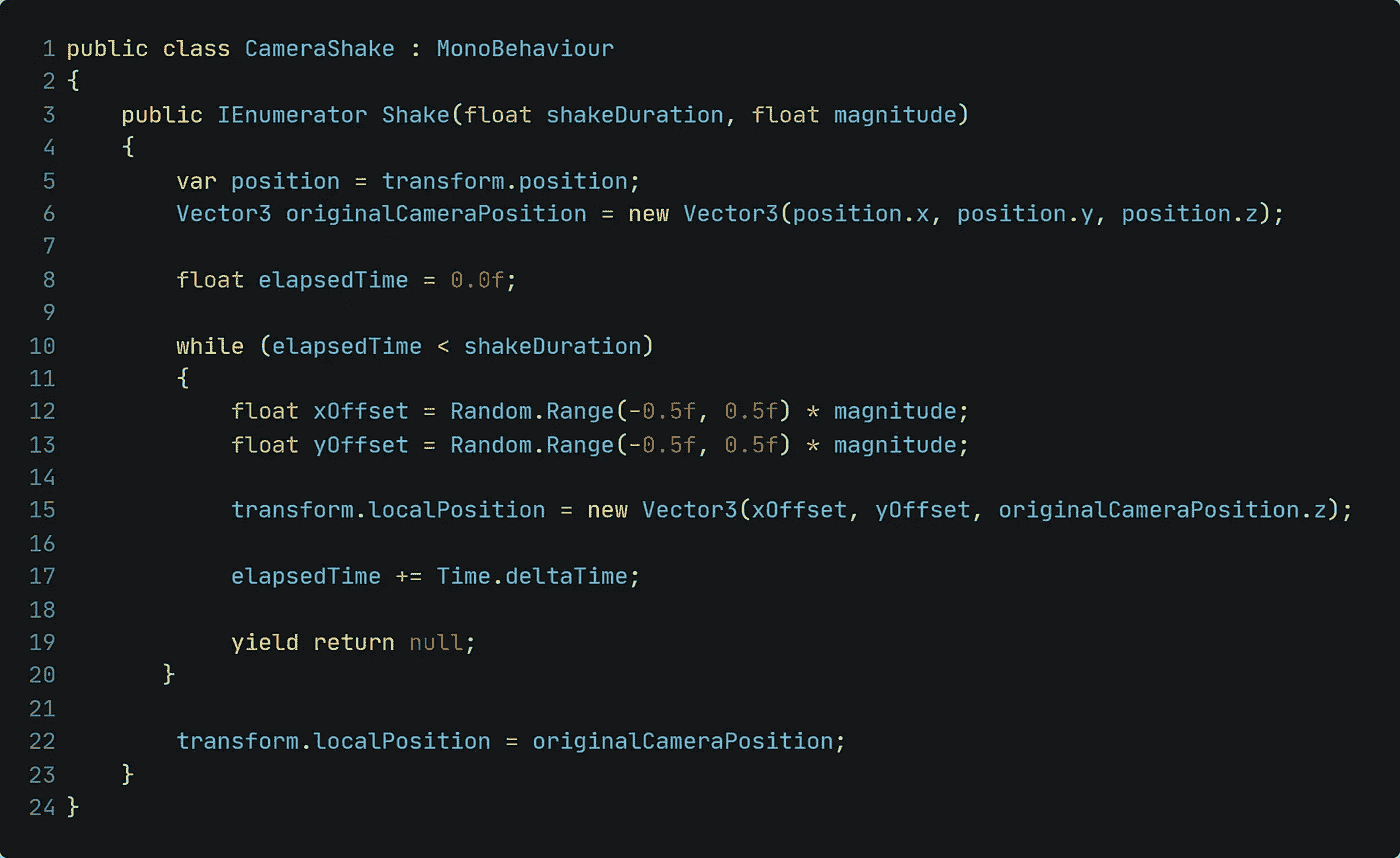 1 public class CameraShake : MonoBehaviour
2 {
3     public IEnumerator Shake(float shakeDuration, float magnitude)
4     {
5         var position = transform.position;
6         Vector3 originalCameraPosition = new Vector3(position.x, position.y, position.z);
7
8         float elapsedTime = 0.0f;
9
10         while (elapsedTime < shakeDuration)
11         {
12             float xOffset = Random.Range(-0.5f, 0.5f) * magnitude;
13             float yOffset = Random.Range(-0.5f, 0.5f) * magnitude;
14
15             transform.localPosition = new Vector3(xOffset, yOffset, originalCameraPosition.z);
16
17             elapsedTime += Time.deltaTime;
18
19             yield return null;
20        }
21
22         transform.localPosition = originalCameraPosition;
23     }
24 }